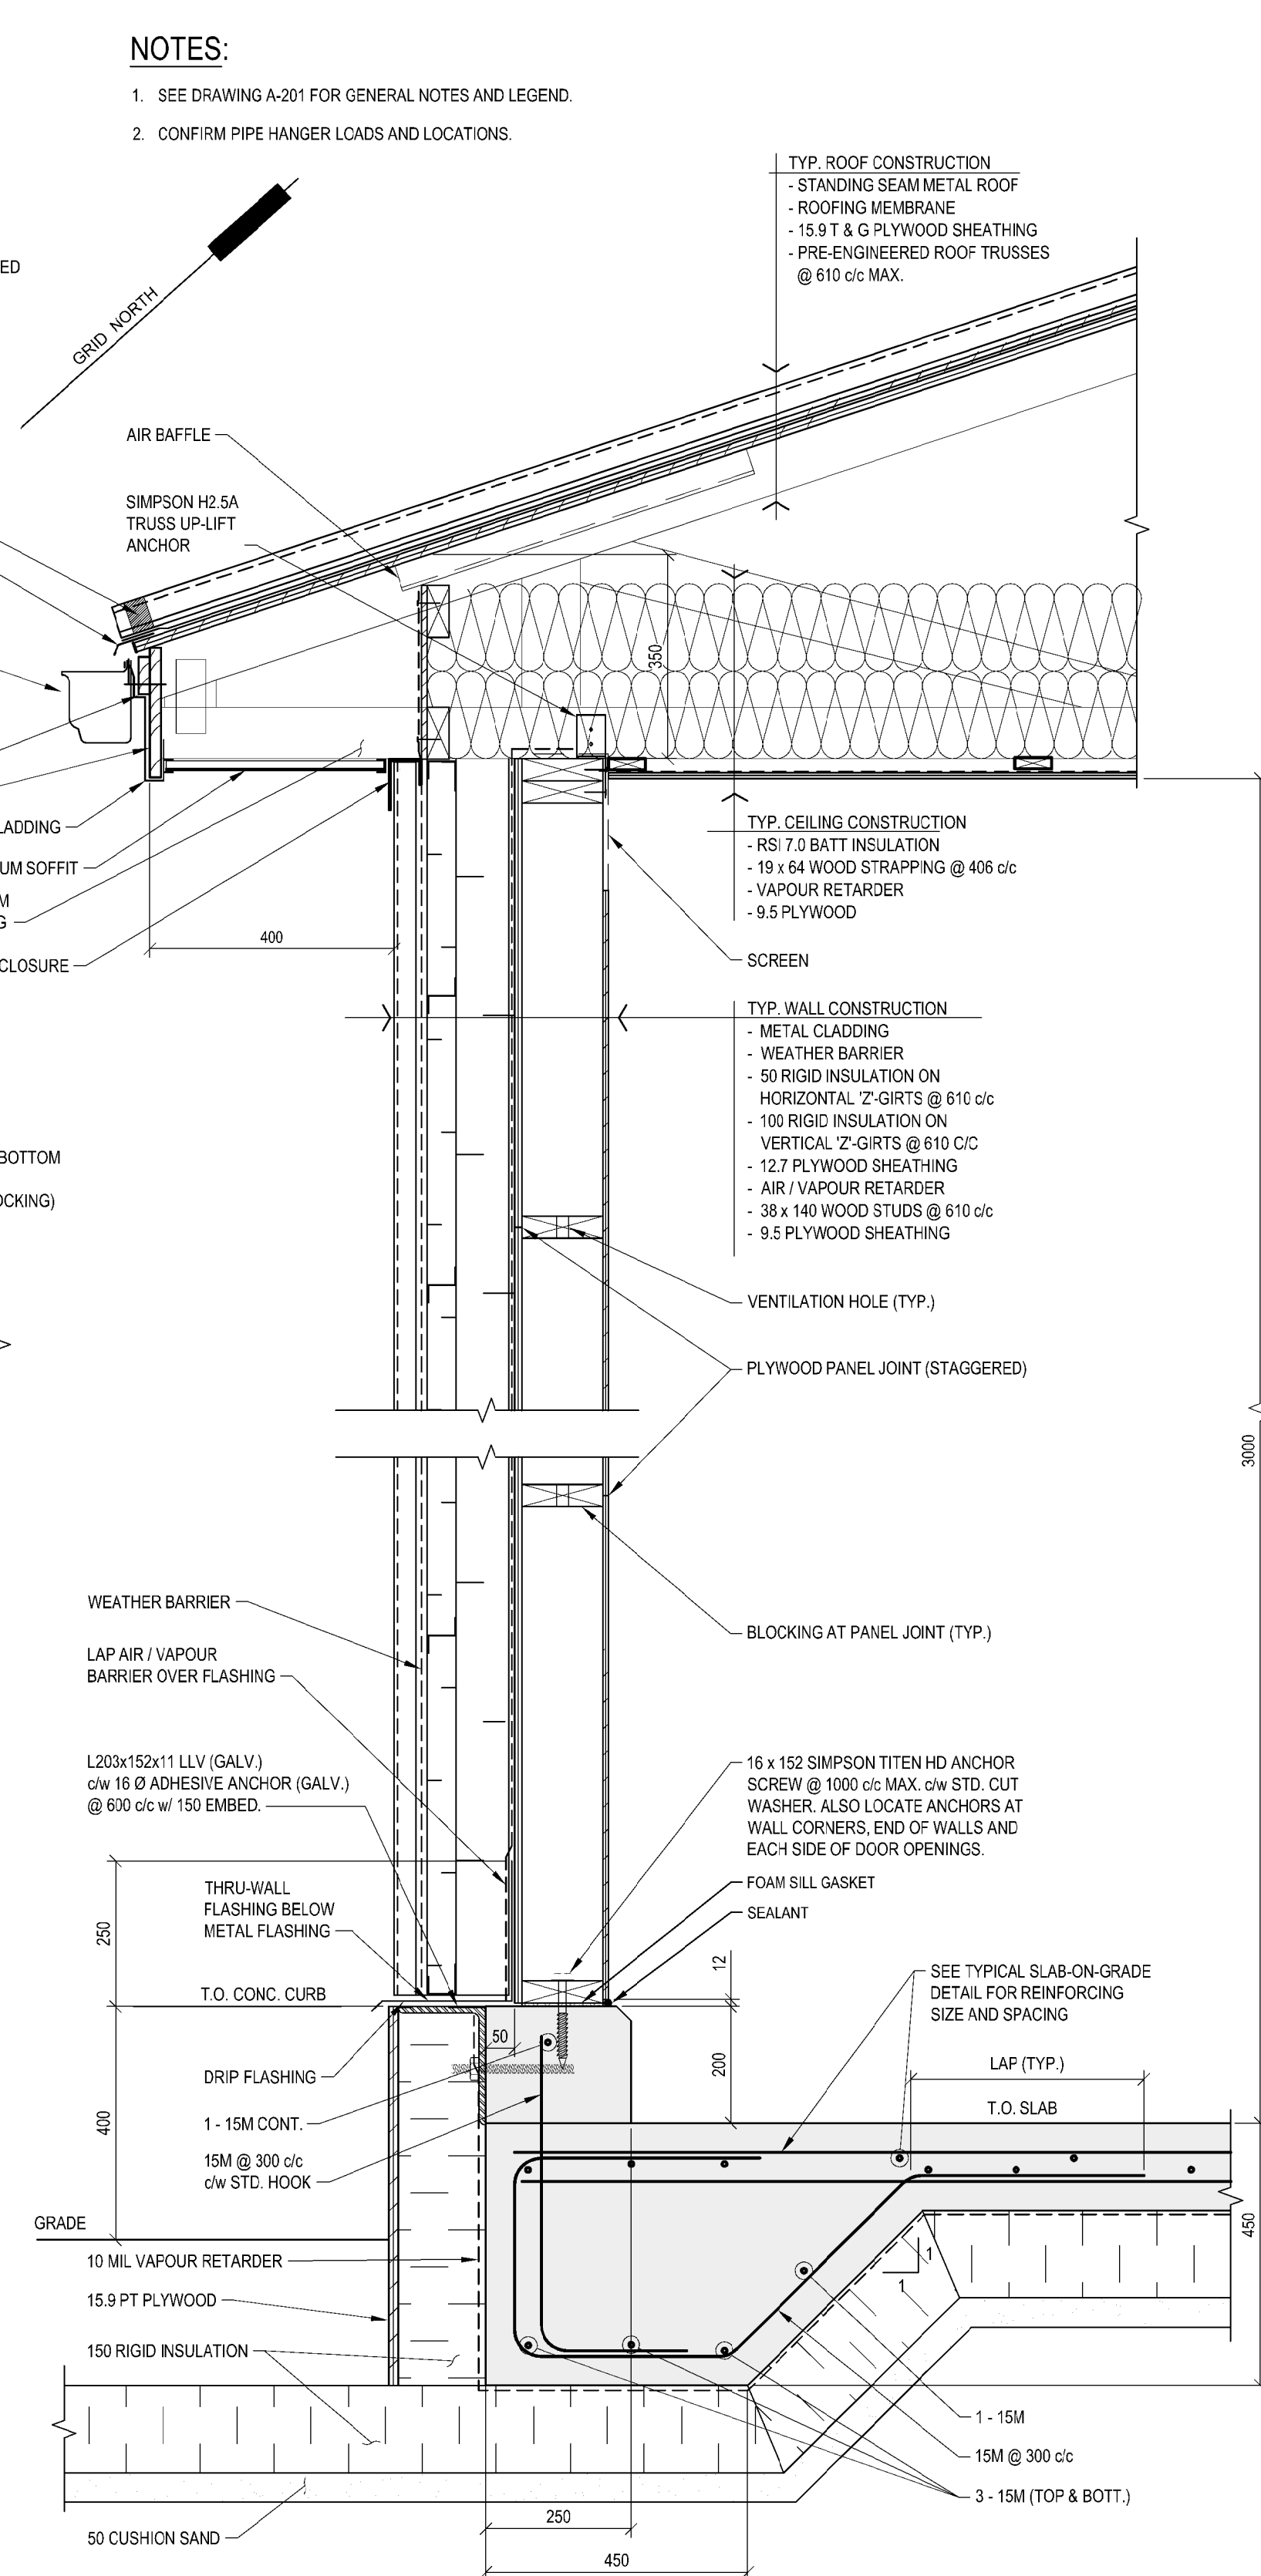 NOTES:
1. SEE DRAWING A-201 FOR GENERAL NOTES AND LEGEND.
2. CONFIRM PIPE HANGER LOADS AND LOCATIONS.
TYP. ROOF CONSTRUCTION
- STANDING SEAM METAL ROOF
- ROOFING MEMBRANE
- 15.9 T & G PLYWOOD SHEATHING
- PRE-ENGINEERED ROOF TRUSSES
@ 610 c/c MAX.
ED
GRID NORTH
AIR BAFFLE
SIMPSON H2.5A
TRUSS UP-LIFT
ANCHOR
350
LADDING
UM SOFFIT
M
G
CLOSURE
400
TYP. CEILING CONSTRUCTION
- RSI 7.0 BATT INSULATION
- 19 x 64 WOOD STRAPPING @ 406 c/c
- VAPOUR RETARDER
- 9.5 PLYWOOD
SCREEN
TYP. WALL CONSTRUCTION
- METAL CLADDING
- WEATHER BARRIER
- 50 RIGID INSULATION ON
HORIZONTAL 'Z'-GIRTS @ 610 c/c
- 100 RIGID INSULATION ON
VERTICAL 'Z'-GIRTS @ 610 C/C
- 12.7 PLYWOOD SHEATHING
- AIR / VAPOUR RETARDER
- 38 x 140 WOOD STUDS @ 610 c/c
- 9.5 PLYWOOD SHEATHING
BOTTOM
OCKING)
VENTILATION HOLE (TYP.)
PLYWOOD PANEL JOINT (STAGGERED)
3000
WEATHER BARRIER
LAP AIR / VAPOUR
BARRIER OVER FLASHING
BLOCKING AT PANEL JOINT (TYP.)
L203x152x11 LLV (GALV.)
c/w 16 Ø ADHESIVE ANCHOR (GALV.)
@ 600 c/c w/ 150 EMBED.
16 x 152 SIMPSON TITEN HD ANCHOR
SCREW @ 1000 c/c MAX. c/w STD. CUT
WASHER. ALSO LOCATE ANCHORS AT
WALL CORNERS, END OF WALLS AND
EACH SIDE OF DOOR OPENINGS.
FOAM SILL GASKET
SEALANT
THRU-WALL
FLASHING BELOW
METAL FLASHING
250
12
T.O. CONC. CURB
SEE TYPICAL SLAB-ON-GRADE
DETAIL FOR REINFORCING
SIZE AND SPACING
50
200
LAP (TYP.)
T.O. SLAB
DRIP FLASHING
400
1 - 15M CONT.
15M @ 300 c/c
c/w STD. HOOK
GRADE
450
10 MIL VAPOUR RETARDER
1
1
15.9 PT PLYWOOD
150 RIGID INSULATION
1 - 15M
15M @ 300 c/c
3 - 15M (TOP & BOTT.)
50 CUSHION SAND
250
450